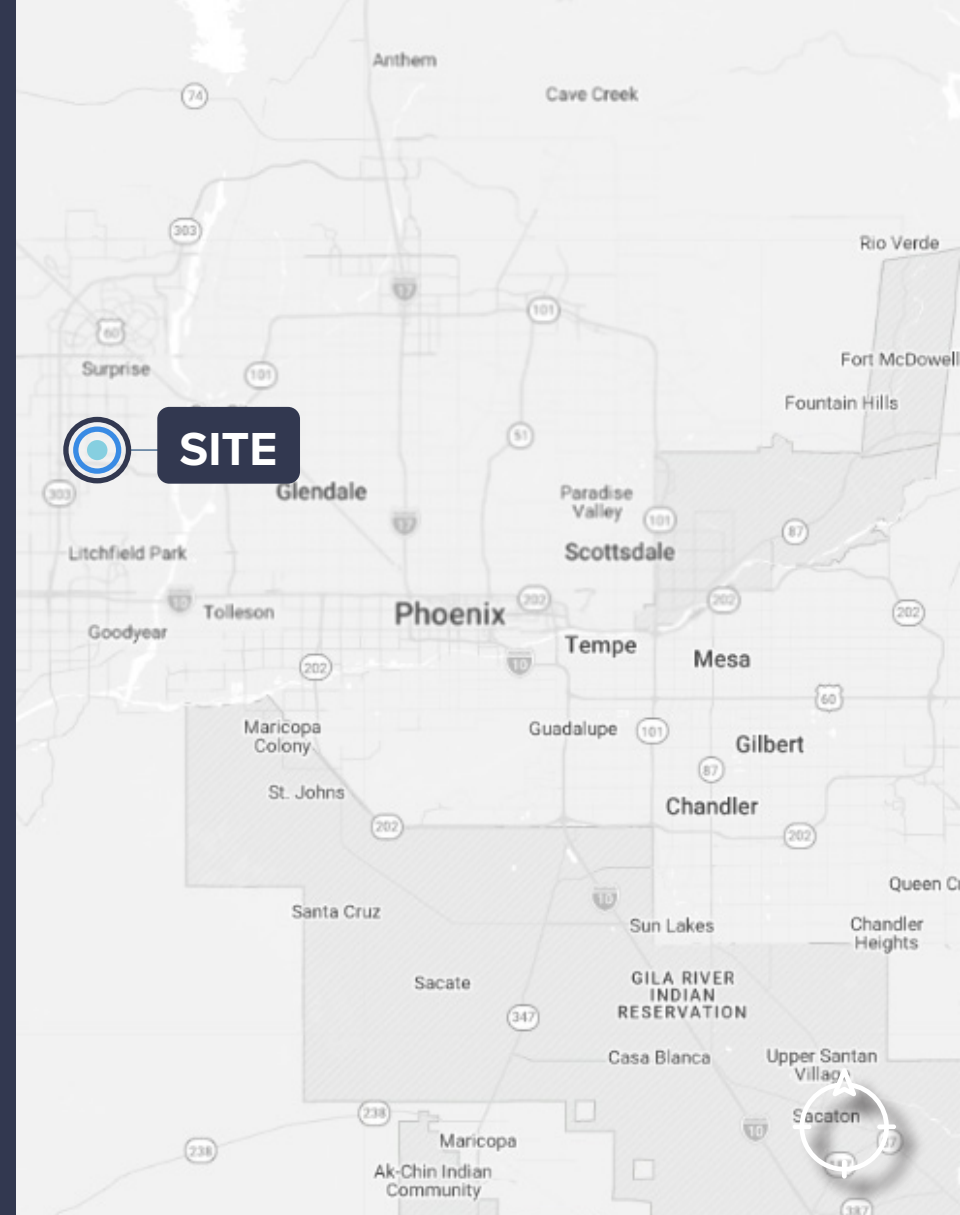 Anthem
74
Cave Creek
303
Rio Verde
17
101
60
Surprise
Fort McDowell
101
Fountain Hills
51
SITE
303
Glendale
Paradise
Valley
101
17
87
Litchfield Park
Scottsdale
10
202
202
Tolleson
Phoenix
202
Goodyear
Tempe
Mesa
202
10
60
Maricopa
Colony
Guadalupe
101
Gilbert
87
St. Johns
Chandler
202
202
Queen C
10
Santa Cruz
Sun Lakes
Chandler
Heights
Sacate
GILA RIVER
INDIAN
RESERVATION
347
Casa Blanca
Upper Santan
Village
238
Sacaton
10
87
Maricopa
238
Ak-Chin Indian
Community
387